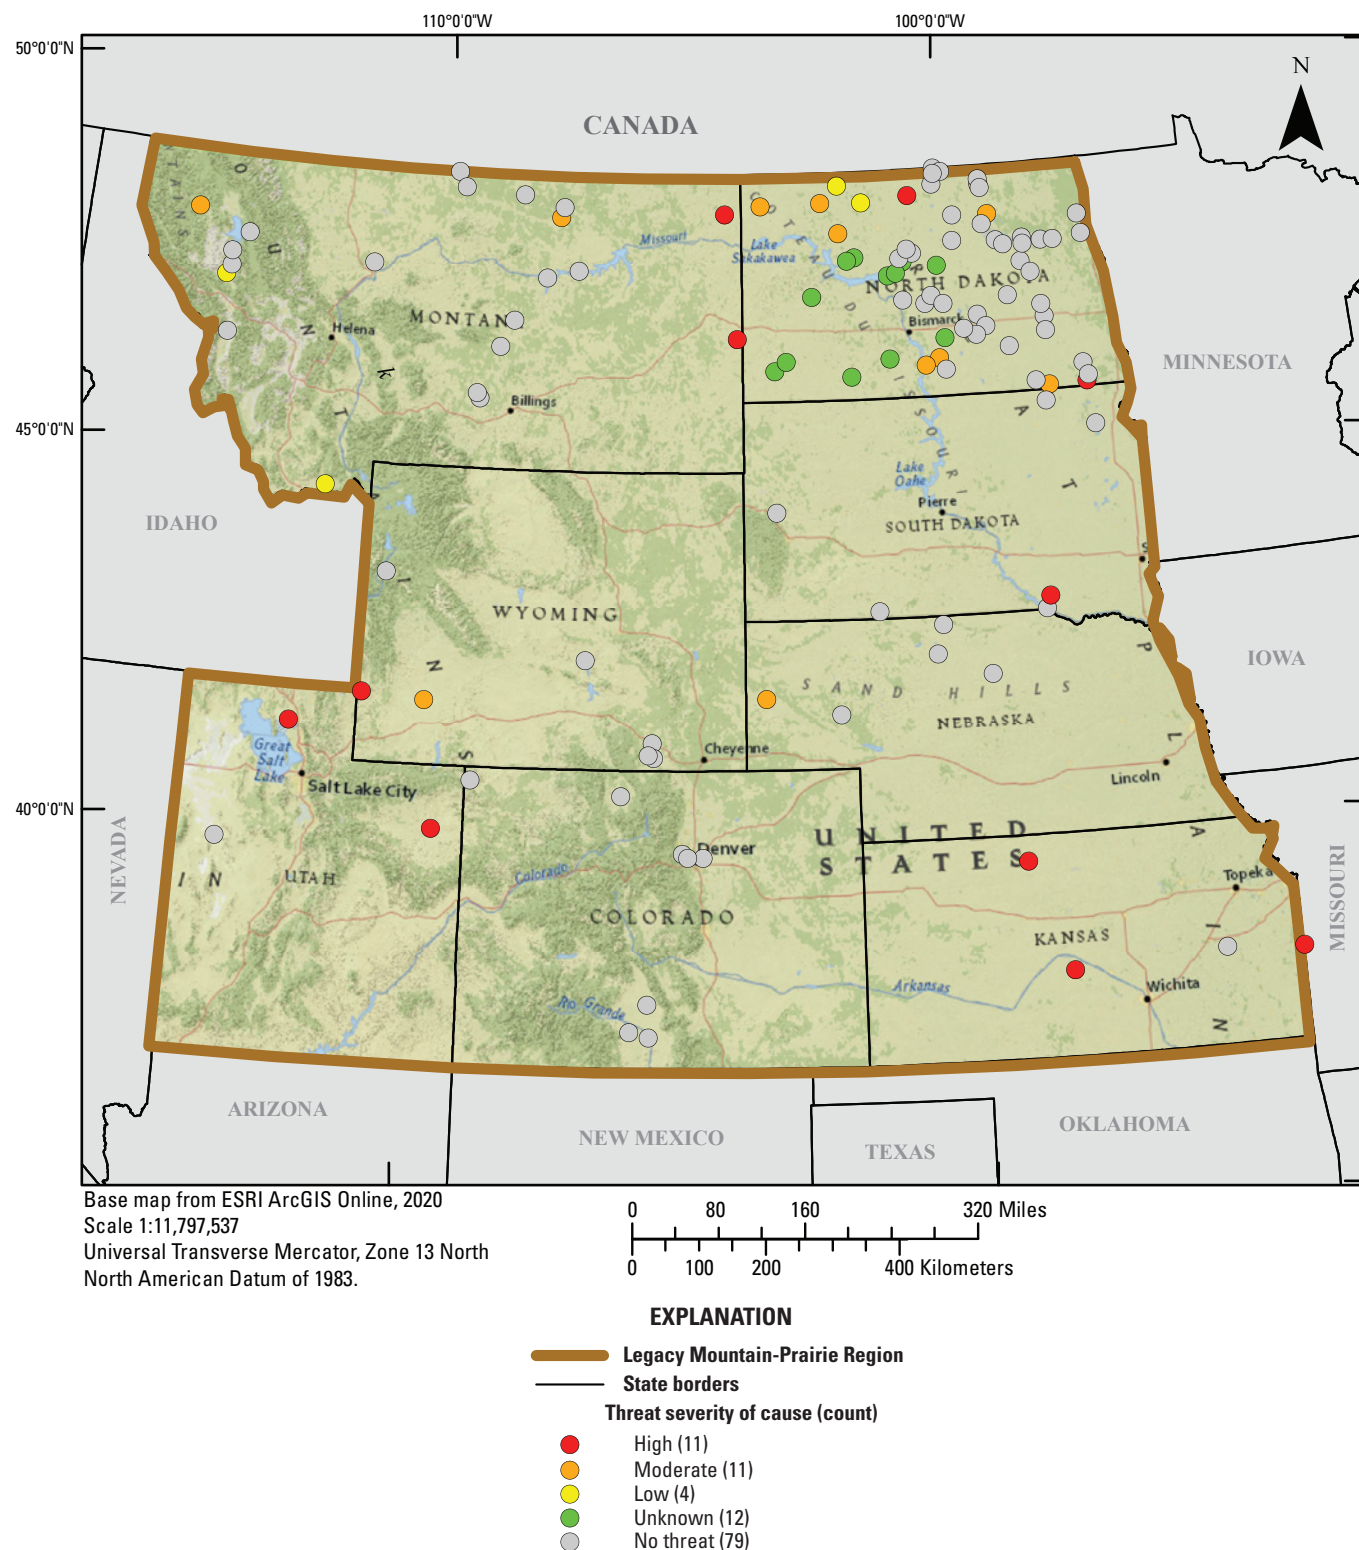 110°0'0"W
100°0'0"W
50°0'0"N
N
CANADA
Missouri
Lake
Sakakawea
COTEAU DU MISSOURI
NORTH DAKOTA
MONTANA
Helena
Bismarck
MINNESOTA
Billings
45°0'0"N
Lake
Oahe
Pierre
SOUTH DAKOTA
IDAHO
S
WYOMING
IOWA
SAND HILLS
NEBRASKA
Great
Salt
Lake
Cheyenne
Lincoln
Salt Lake City
40°0'0"N
NEVADA
UNITED
STATES
Denver
Colorado
Topeka
I N
UTAH
COLORADO
KANSAS
MISSOURI
Rio Grande
Arkansas
Wichita
ARIZONA
NEW MEXICO
TEXAS
OKLAHOMA
Base map from ESRI ArcGIS Online, 2020
Scale 1:11,797,537
Universal Transverse Mercator, Zone 13 North
North American Datum of 1983.
0 80 160 320 Miles
0 100 200 400 Kilometers
EXPLANATION
Legacy Mountain-Prairie Region
State borders
Threat severity of cause (count)
High (11)
Moderate (11)
Low (4)
Unknown (12)
No threat (79)